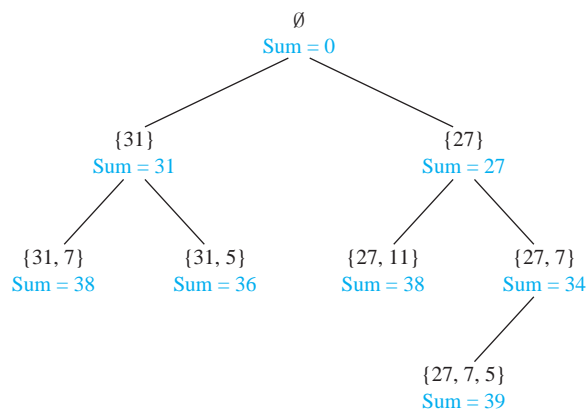 ∅
Sum = 0
{31}
{27}
Sum = 31
Sum = 27
{31, 7}
{31, 5}
{27, 11}
{27, 7}
Sum = 38
Sum = 36
Sum = 38
Sum = 34
{27, 7, 5}
Sum = 39